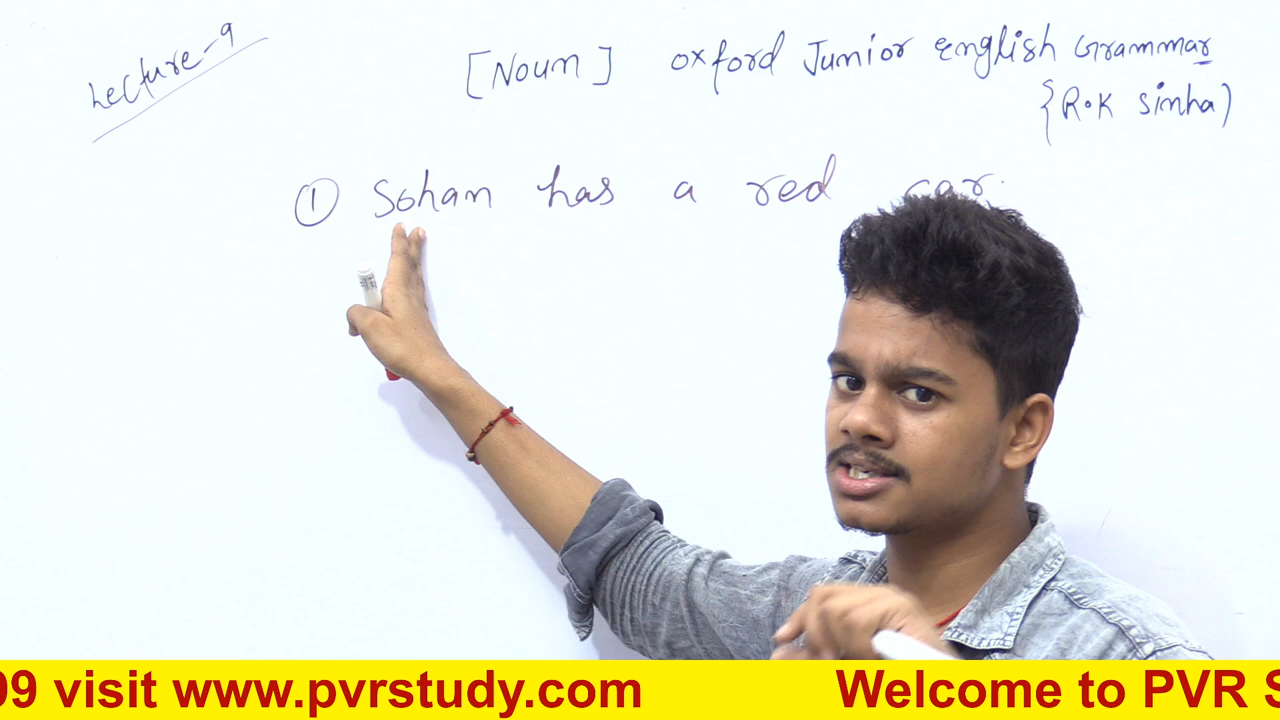 Lecture-9
[Noun] Oxford Junior English Grammar
{R.K Sinha)
① Sohan has a red car.
09 visit www.pvrstudy.com Welcome to PVR S